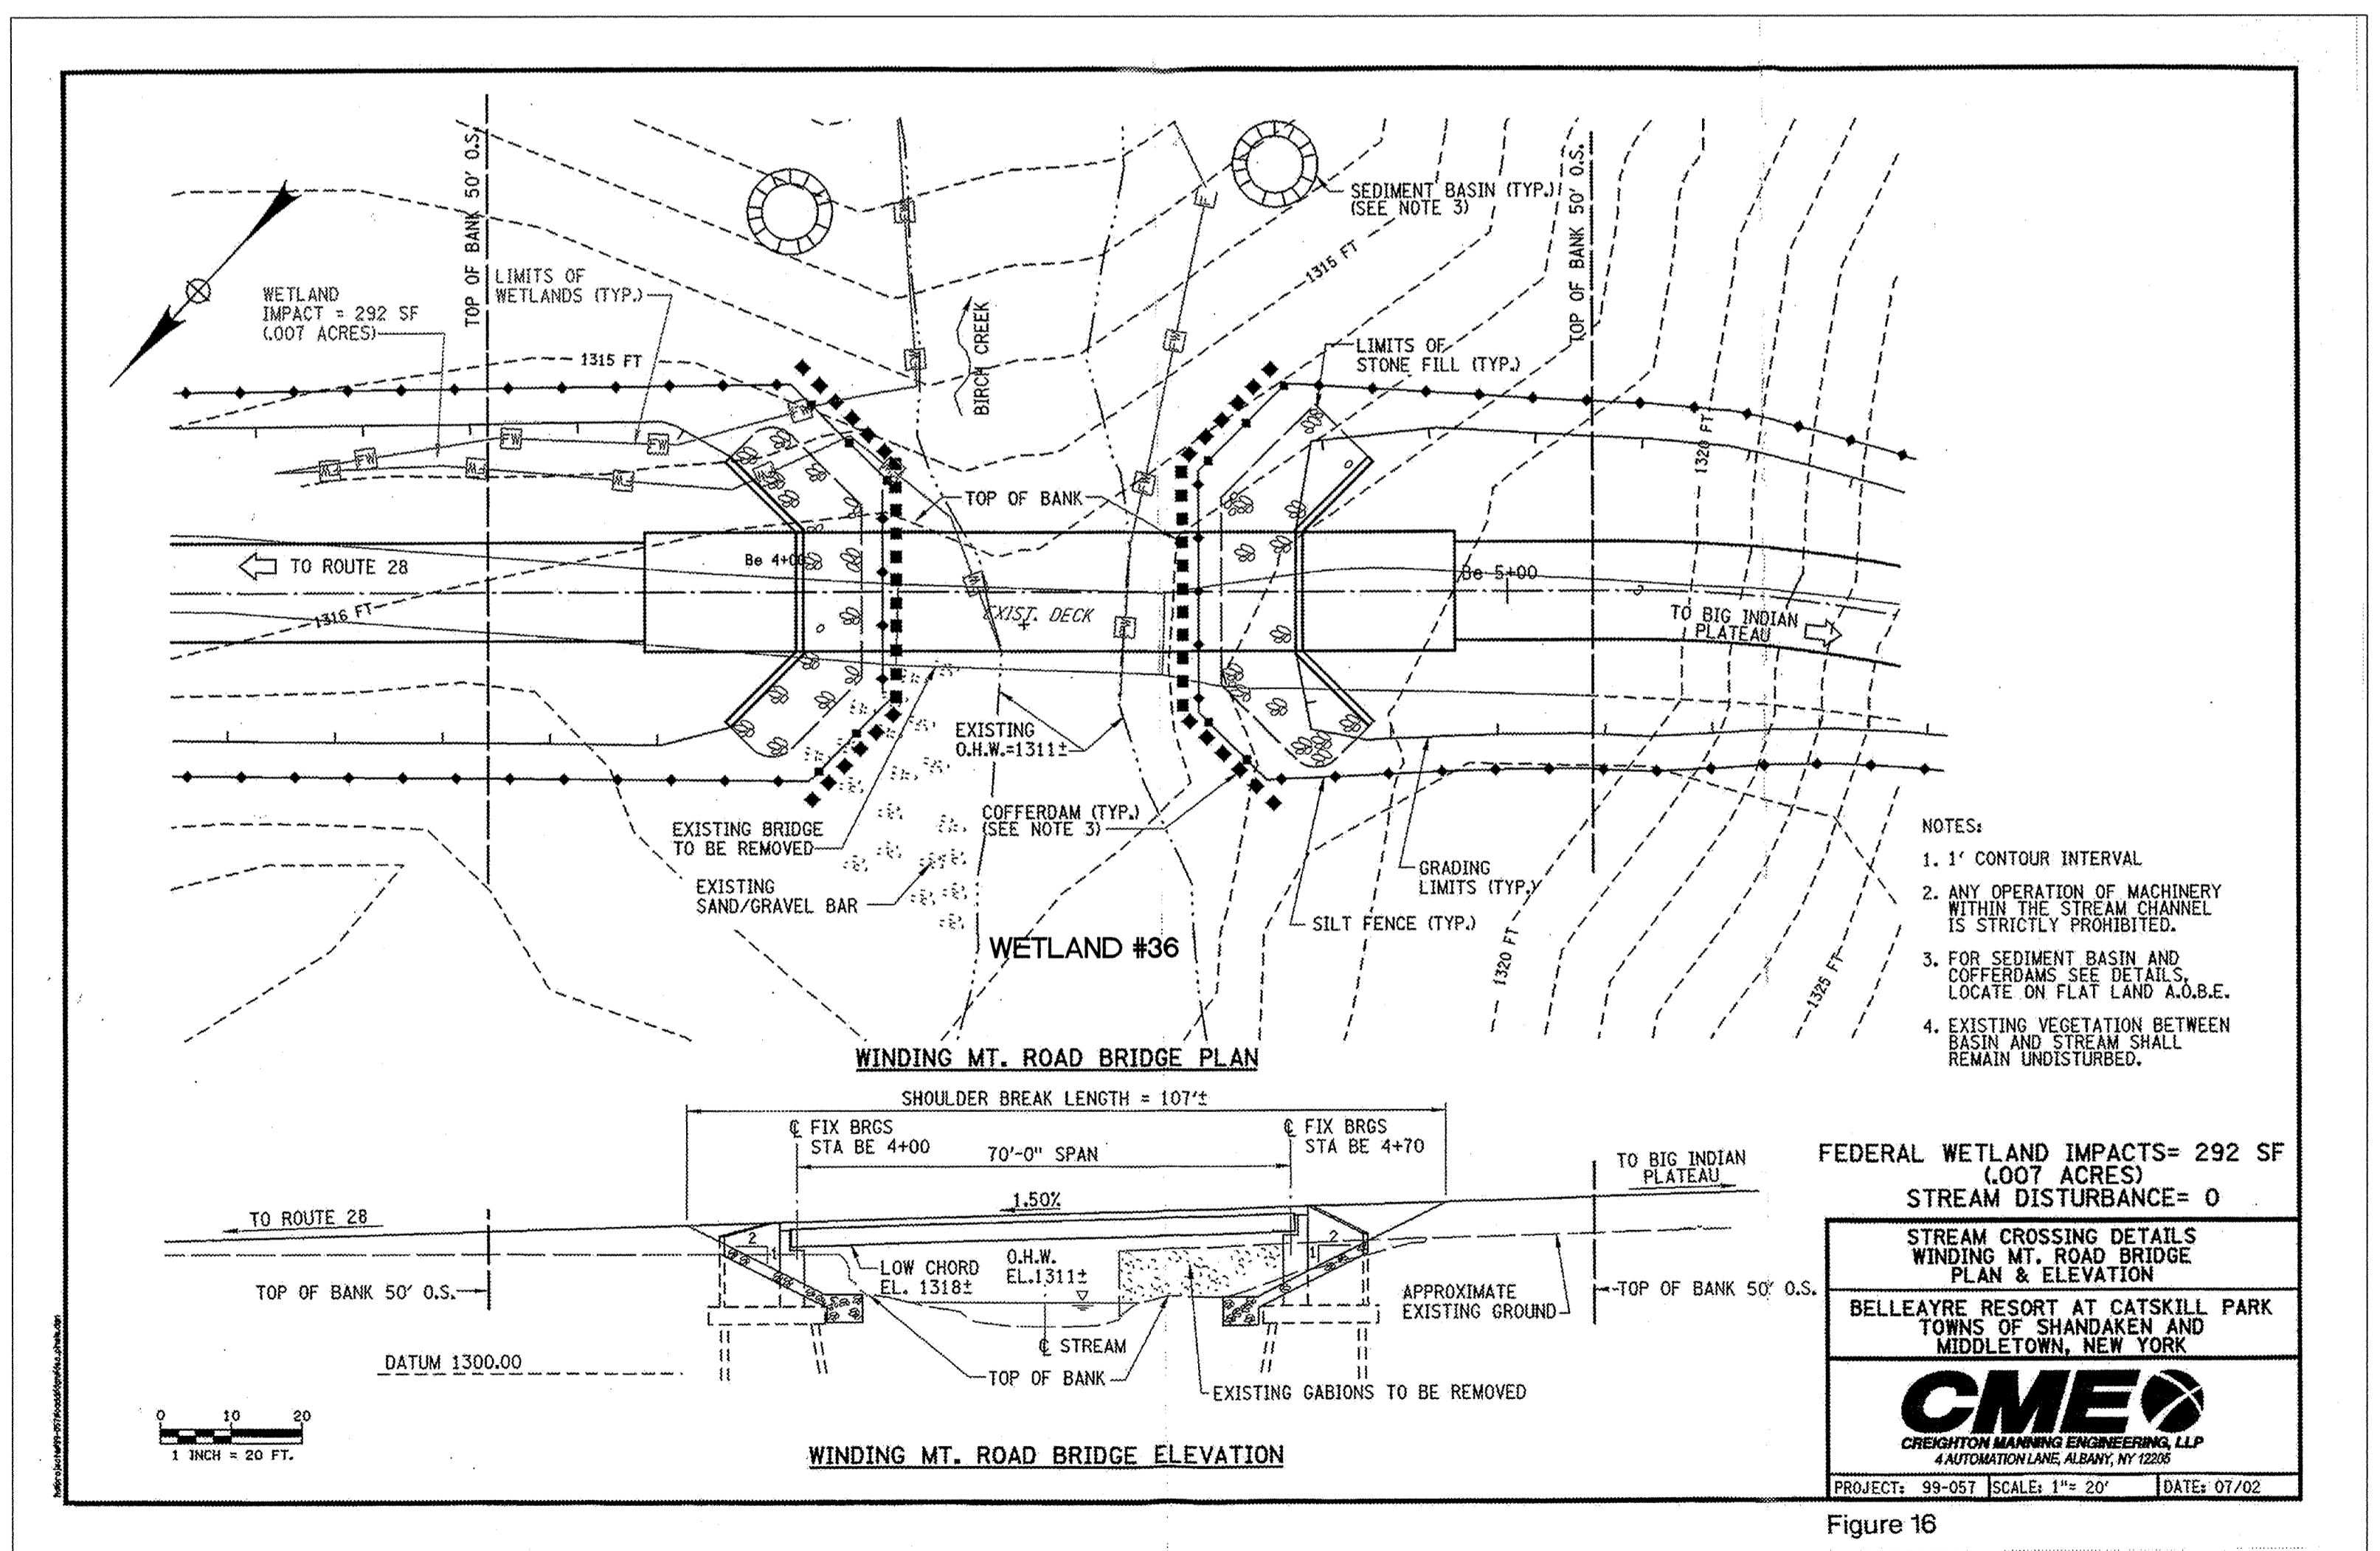 TOP OF BANK 50' O.S.
LIMITS OF
WETLANDS (TYP.)
WETLAND
IMPACT = 292 SF
(.007 ACRES)
SEDIMENT BASIN (TYP.)
(SEE NOTE 3)
TOP OF BANK 50' O.S.
1315 FT
BIRCH CREEK
LIMITS OF
STONE FILL (TYP.)
1315 FT
1320 FT
FW
FW
FW
FW
FW
FW
FW
TOP OF BANK
TO ROUTE 28
Be 4+00
Be 5+00
1316 FT
EXIST. DECK
TO BIG INDIAN
PLATEAU
EXISTING
O.H.W.=1311±
COFFERDAM (TYP.)
(SEE NOTE 3)
EXISTING BRIDGE
TO BE REMOVED
EXISTING
SAND/GRAVEL BAR
GRADING
LIMITS (TYP.)
SILT FENCE (TYP.)
WETLAND #36
1320 FT
1325 FT
NOTES:
1. 1' CONTOUR INTERVAL
2. ANY OPERATION OF MACHINERY
WITHIN THE STREAM CHANNEL
IS STRICTLY PROHIBITED.
3. FOR SEDIMENT BASIN AND
COFFERDAMS SEE DETAILS,
LOCATE ON FLAT LAND A.O.B.E.
4. EXISTING VEGETATION BETWEEN
BASIN AND STREAM SHALL
REMAIN UNDISTURBED.
WINDING MT. ROAD BRIDGE PLAN
SHOULDER BREAK LENGTH = 107'±
℄ FIX BRGS
STA BE 4+00
70'-0" SPAN
℄ FIX BRGS
STA BE 4+70
TO BIG INDIAN
PLATEAU
1.50%
TO ROUTE 28
2
1
2
1
LOW CHORD
EL. 1318±
O.H.W.
EL.1311±
TOP OF BANK 50' O.S.
APPROXIMATE
EXISTING GROUND
TOP OF BANK 50' O.S.
℄ STREAM
DATUM 1300.00
TOP OF BANK
EXISTING GABIONS TO BE REMOVED
0 10 20
1 INCH = 20 FT.
WINDING MT. ROAD BRIDGE ELEVATION
FEDERAL WETLAND IMPACTS= 292 SF
(.007 ACRES)
STREAM DISTURBANCE= 0
STREAM CROSSING DETAILS
WINDING MT. ROAD BRIDGE
PLAN & ELEVATION
BELLEAYRE RESORT AT CATSKILL PARK
TOWNS OF SHANDAKEN AND
MIDDLETOWN, NEW YORK
CME
CREIGHTON MANNING ENGINEERING, LLP
4 AUTOMATION LANE, ALBANY, NY 12205
PROJECT: 99-057 SCALE: 1"= 20' DATE: 07/02
Figure 16